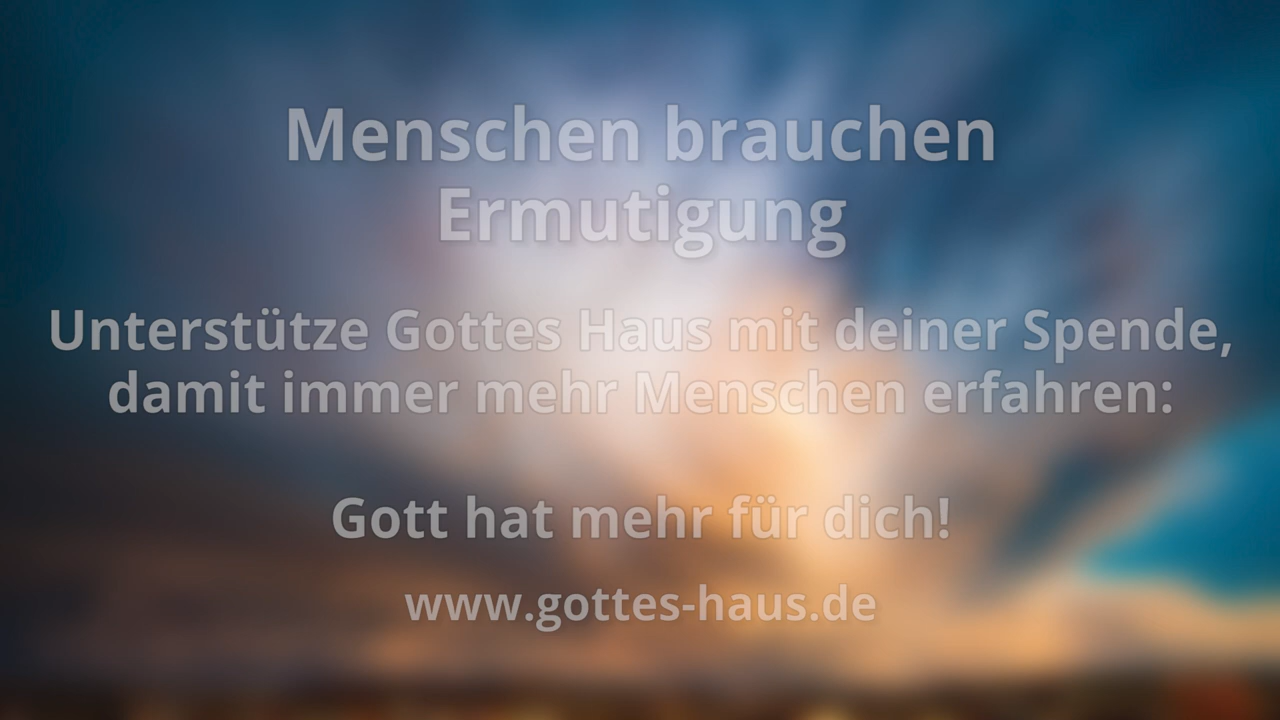 Menschen brauchen
Ermutigung
Unterstütze Gottes Haus mit deiner Spende,
damit immer mehr Menschen erfahren:
Gott hat mehr für dich!
www.gottes-haus.de